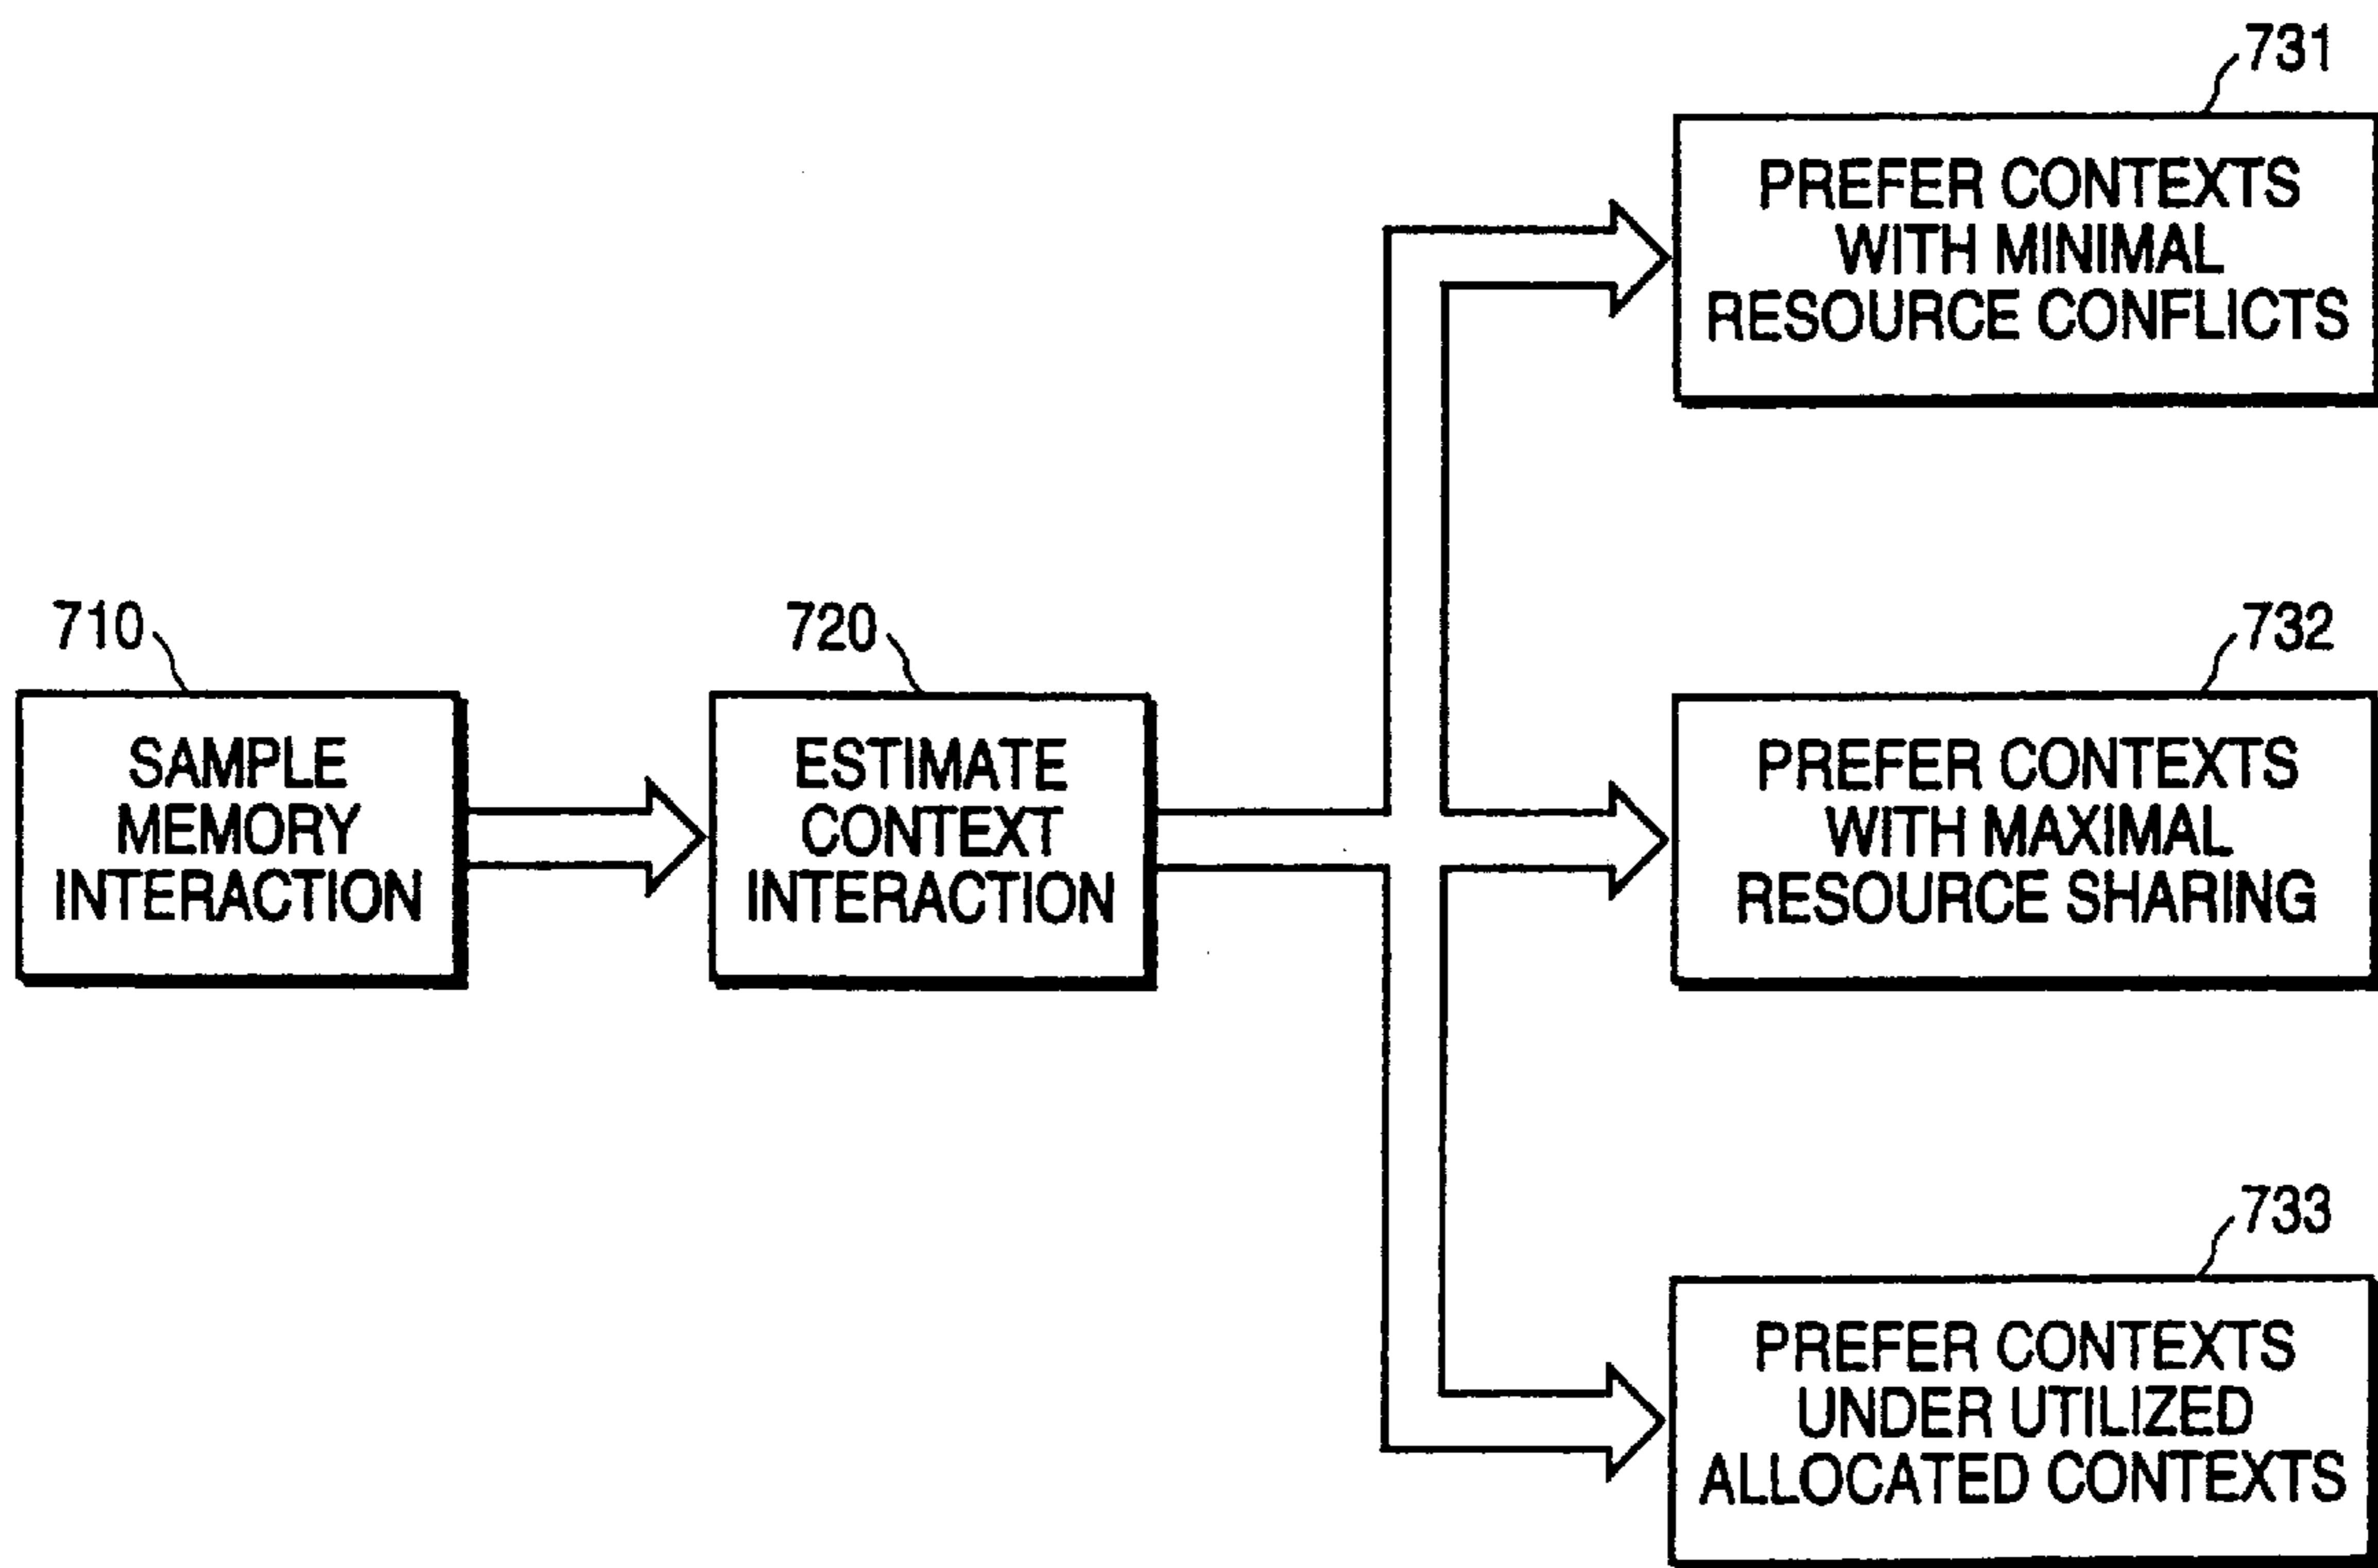 731
PREFER CONTEXTS
WITH MINIMAL
RESOURCE CONFLICTS
710
SAMPLE
MEMORY
INTERACTION
720
ESTIMATE
CONTEXT
INTERACTION
732
PREFER CONTEXTS
WITH MAXIMAL
RESOURCE SHARING
733
PREFER CONTEXTS
UNDER UTILIZED
ALLOCATED CONTEXTS